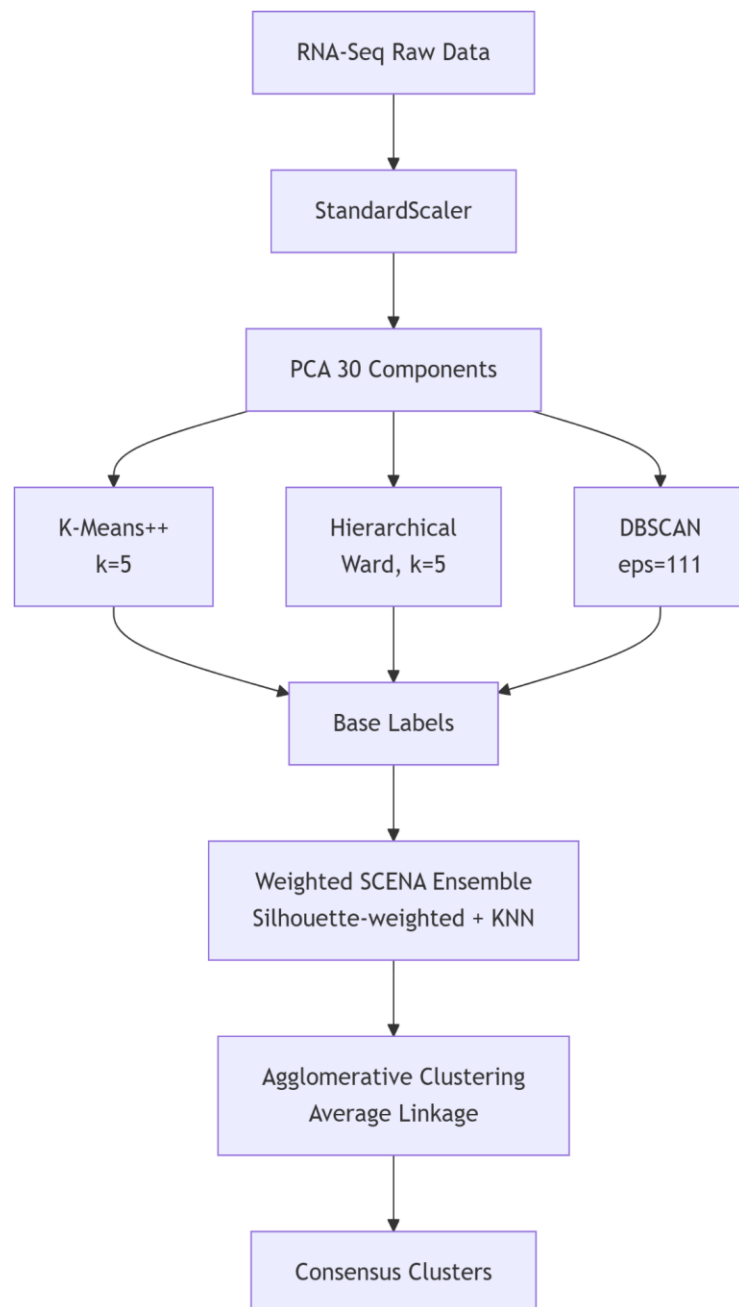 RNA-Seq Raw Data
StandardScaler
PCA 30 Components
K-Means++
k=5
Hierarchical
Ward, k=5
DBSCAN
eps=111
Base Labels
Weighted SCENA Ensemble
Silhouette-weighted + KNN
Agglomerative Clustering
Average Linkage
Consensus Clusters